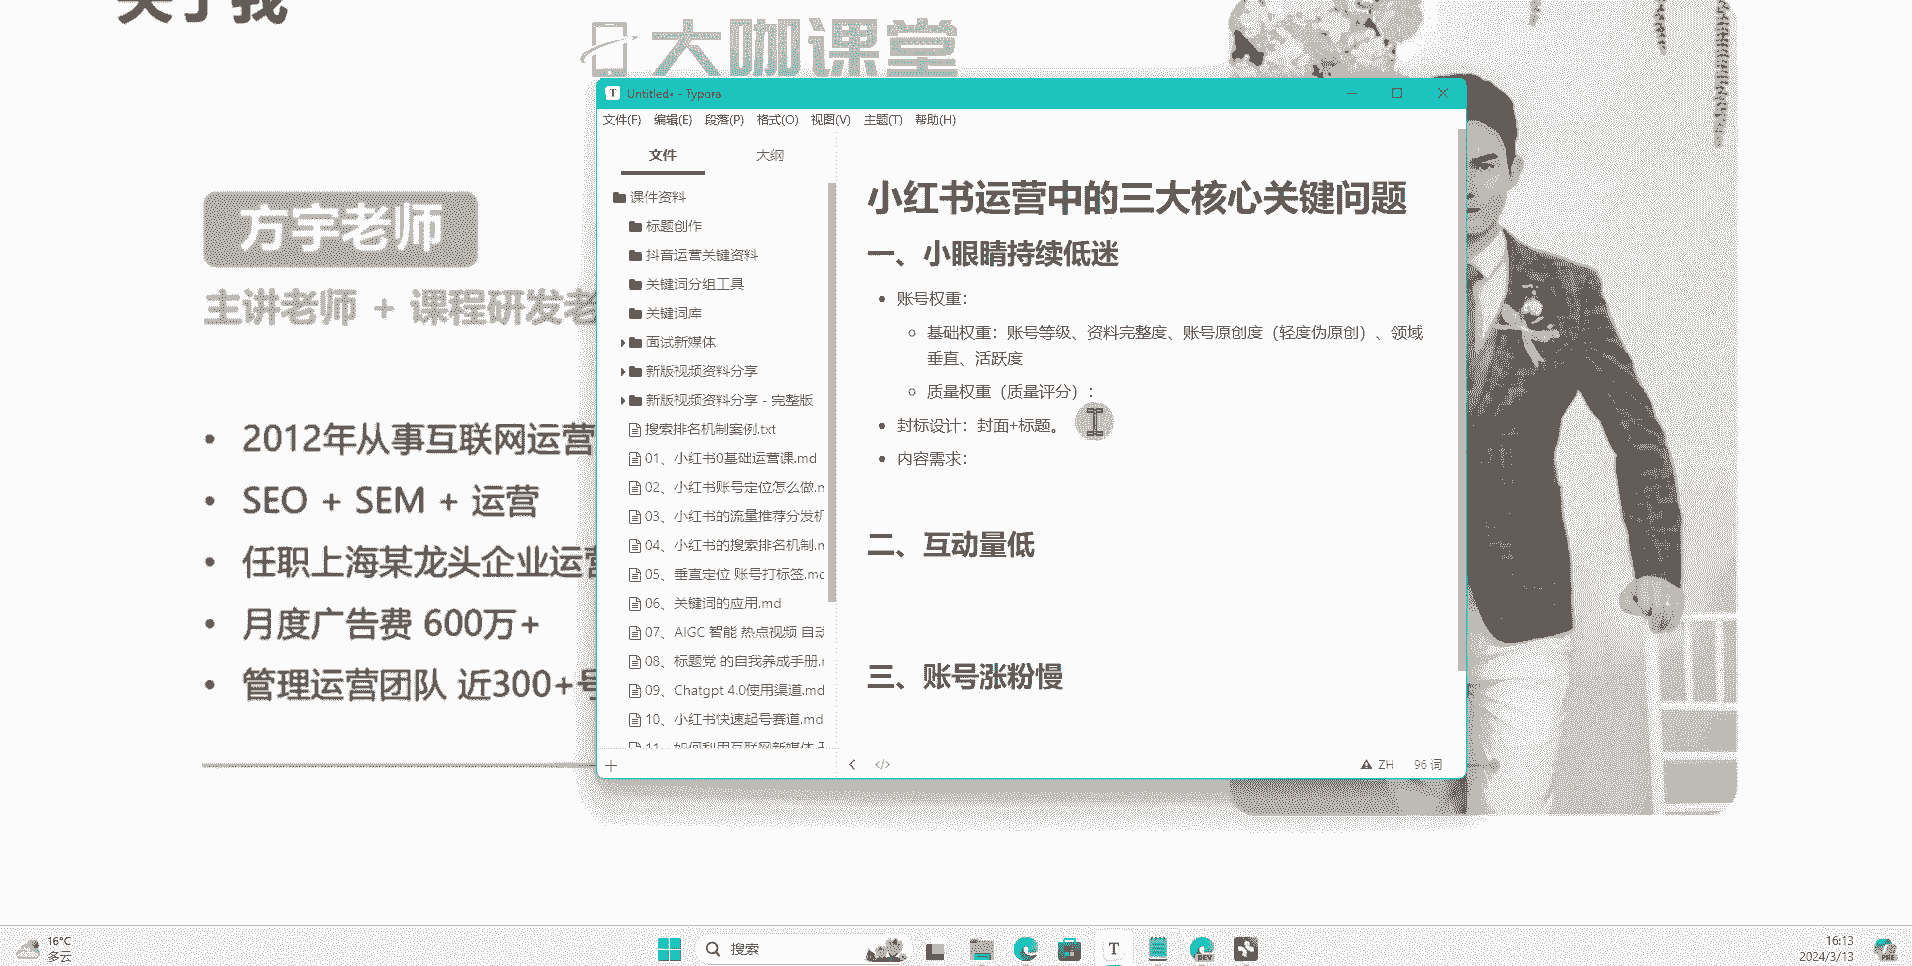 关于我
大咖课堂
方宇老师
主讲老师 + 课程研发老
2012年从事互联网运营
SEO + SEM + 运营
任职上海某龙头企业运营
月度广告费 600万+
管理运营团队 近300+号
Untitled• - Typora
文件(F) 编辑(E) 段落(P) 格式(O) 视图(V) 主题(T) 帮助(H)
文件 大纲
课件资料
标题创作
抖音运营关键资料
关键词分组工具
关键词库
面试新媒体
新版视频资料分享
新版视频资料分享 - 完整版
搜索排名机制案例.txt
01、小红书0基础运营课.md
02、小红书账号定位怎么做.m
03、小红书的流量推荐分发机
04、小红书的搜索排名机制.m
05、垂直定位 账号打标签.md
06、关键词的应用.md
07、AIGC 智能 热点视频 自动
08、标题党 的自我养成手册.m
09、Chatgpt 4.0使用渠道.md
10、小红书快速起号赛道.md
11、如何利用互联网新媒体
小红书运营中的三大核心关键问题
一、小眼睛持续低迷
账号权重：
基础权重：账号等级、资料完整度、账号原创度（轻度伪原创）、领域
垂直、活跃度
质量权重（质量评分）：
封标设计：封面+标题。
内容需求：
二、互动量低
三、账号涨粉慢
ZH 96 词
16°C
多云
搜索
DEV
16:13
2024/3/13
PRE